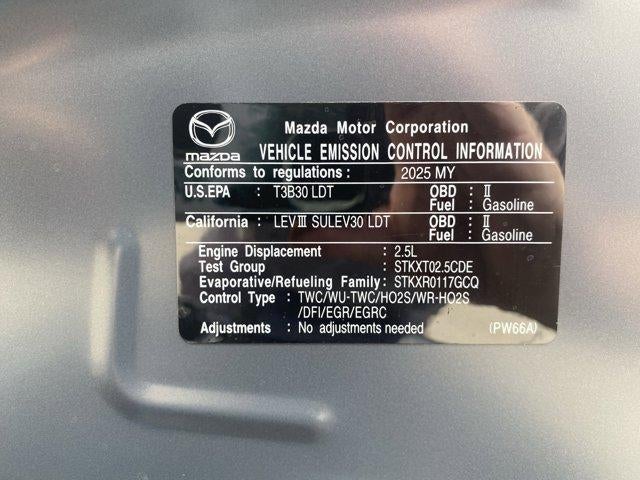 mazda
Mazda Motor Corporation
VEHICLE EMISSION CONTROL INFORMATION
Conforms to regulations : 2025 MY
U.S.EPA : T3B30 LDT OBD : II
Fuel : Gasoline
California : LEVIII SULEV30 LDT OBD : II
Fuel : Gasoline
Engine Displacement : 2.5L
Test Group : STKXT02.5CDE
Evaporative/Refueling Family: STKXR0117GCQ
Control Type : TWC/WU-TWC/HO2S/WR-HO2S
/DFI/EGR/EGRC
Adjustments : No adjustments needed (PW66A)